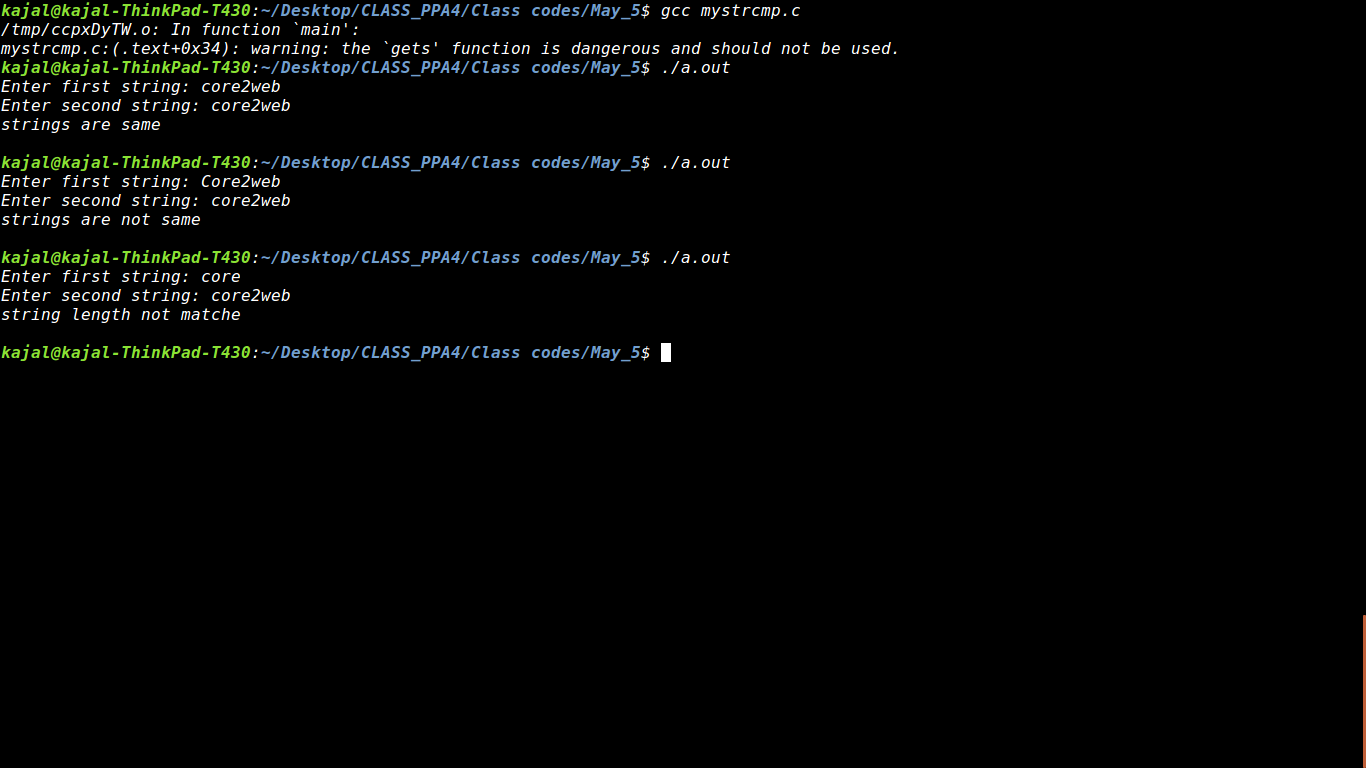 kajal@kajal-ThinkPad-T430:~/Desktop/CLASS_PPA4/Class codes/May_5$ gcc mystrcmp.c
/tmp/ccpxDyTW.o: In function `main':
mystrcmp.c:(.text+0x34): warning: the `gets' function is dangerous and should not be used.
kajal@kajal-ThinkPad-T430:~/Desktop/CLASS_PPA4/Class codes/May_5$ ./a.out
Enter first string: core2web
Enter second string: core2web
strings are same
kajal@kajal-ThinkPad-T430:~/Desktop/CLASS_PPA4/Class codes/May_5$ ./a.out
Enter first string: Core2web
Enter second string: core2web
strings are not same
kajal@kajal-ThinkPad-T430:~/Desktop/CLASS_PPA4/Class codes/May_5$ ./a.out
Enter first string: core
Enter second string: core2web
string length not matche
kajal@kajal-ThinkPad-T430:~/Desktop/CLASS_PPA4/Class codes/May_5$